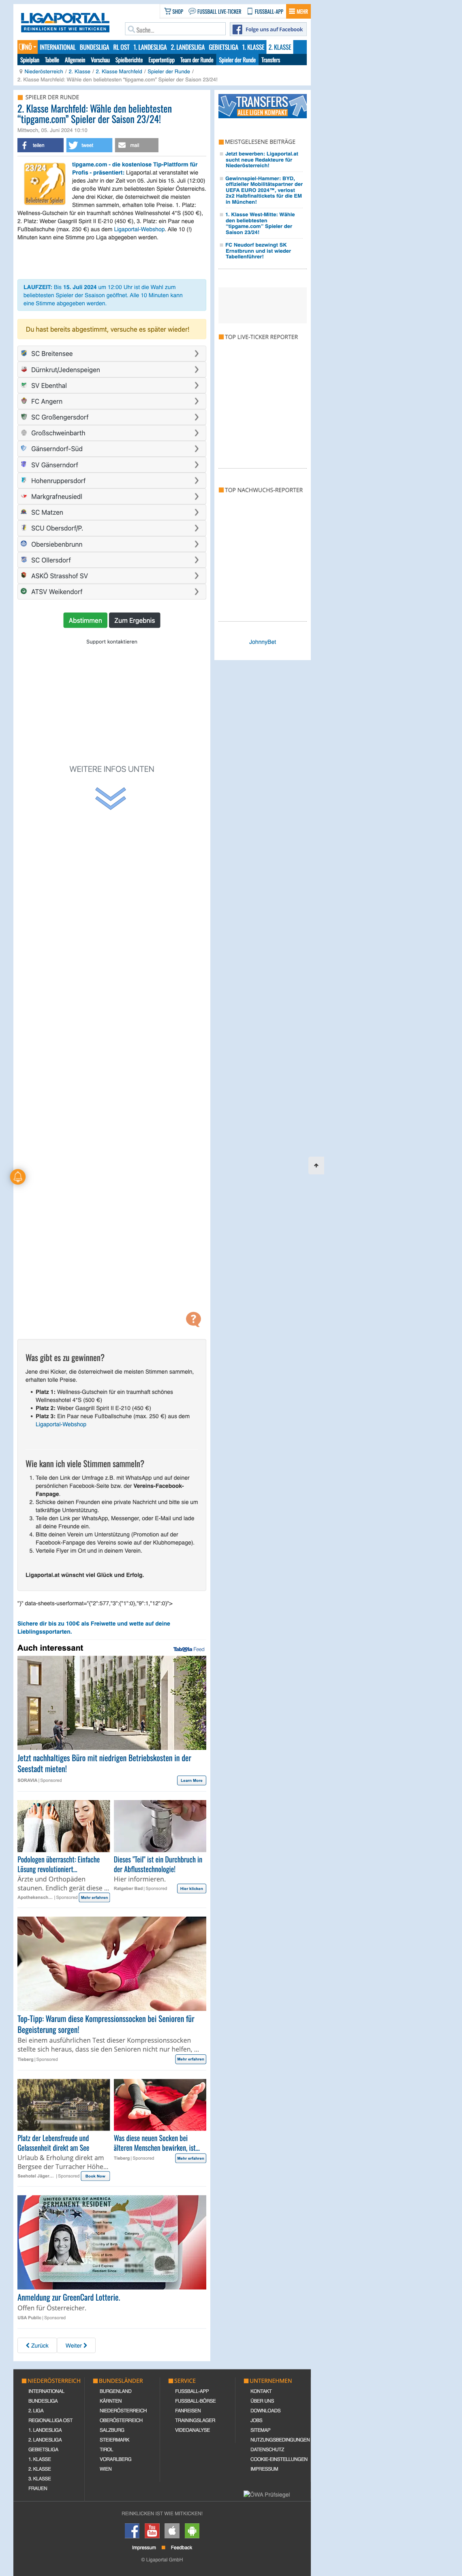 LIGAPORTAL
REINKLICKEN IST WIE MITKICKEN
SHOP
FUSSBALL LIVE-TICKER
FUSSBALL-APP
MEHR
Suche...
Folge uns auf Facebook
NÖ
INTERNATIONAL
BUNDESLIGA
RL OST
1. LANDESLIGA
2. LANDESLIGA
GEBIETSLIGA
1. KLASSE
2. KLASSE
Spielplan
Tabelle
Allgemein
Vorschau
Spielberichte
Expertentipp
Team der Runde
Spieler der Runde
Transfers
Niederösterreich / 2. Klasse / 2. Klasse Marchfeld / Spieler der Runde /
2. Klasse Marchfeld: Wähle den beliebtesten "tipgame.com" Spieler der Saison 23/24!
SPIELER DER RUNDE
2. Klasse Marchfeld: Wähle den beliebtesten
"tipgame.com" Spieler der Saison 23/24!
Mittwoch, 05. Juni 2024 10:10
teilen
tweet
mail
beliebtester Spieler
tipgame.com - die kostenlose Tip-Plattform für
Profis - präsentiert: Ligaportal.at veranstaltet wie
jedes Jahr in der Zeit von 05. Juni bis 15. Juli (12:00)
die Wahl zum beliebtesten Spieler Österreichs.
Jene drei Kicker, die österreichweit die meisten
Stimmen sammeln, erhalten tolle Preise. 1. Platz:
Wellness-Gutschein für ein traumhaft schönes Wellnesshotel 4*S (500 €),
2. Platz: Weber Gasgrill Spirit II E-210 (450 €), 3. Platz: ein Paar neue
Fußballschuhe (max. 250 €) aus dem Ligaportal-Webshop. Alle 10 (!)
Minuten kann eine Stimme pro Liga abgegeben werden.
LAUFZEIT: Bis 15. Juli 2024 um 12:00 Uhr ist die Wahl zum
beliebtesten Spieler der Ssaison geöffnet. Alle 10 Minuten kann
eine Stimme abgegeben werden.
Du hast bereits abgestimmt, versuche es später wieder!
SC Breitensee
Dürnkrut/Jedenspeigen
SV Ebenthal
FC Angern
SC Großengersdorf
Großschweinbarth
Gänserndorf-Süd
SV Gänserndorf
Hohenruppersdorf
Markgrafneusiedl
SC Matzen
SCU Obersdorf/P.
Obersiebenbrunn
SC Ollersdorf
ASKÖ Strasshof SV
ATSV Weikendorf
Abstimmen
Zum Ergebnis
Support kontaktieren
WEITERE INFOS UNTEN
Was gibt es zu gewinnen?
Jene drei Kicker, die österreichweit die meisten Stimmen sammeln,
erhalten tolle Preise.
• Platz 1: Wellness-Gutschein für ein traumhaft schönes
Wellnesshotel 4*S (500 €)
• Platz 2: Weber Gasgrill Spirit II E-210 (450 €)
• Platz 3: Ein Paar neue Fußballschuhe (max. 250 €) aus dem
Ligaportal-Webshop
Wie kann ich viele Stimmen sammeln?
1. Teile den Link der Umfrage z.B. mit WhatsApp und auf deiner
persönlichen Facebook-Seite bzw. der Vereins-Facebook-
Fanpage.
2. Schicke deinen Freunden eine private Nachricht und bitte sie um
tatkräftige Unterstützung.
3. Teile den Link per WhatsApp, Messenger, oder E-Mail und lade
all deine Freunde ein.
4. Bitte deinen Verein um Unterstützung (Promotion auf der
Facebook-Fanpage des Vereins sowie auf der Klubhomepage).
5. Verteile Flyer im Ort und in deinem Verein.
Ligaportal.at wünscht viel Glück und Erfolg.
"}" data-sheets-userformat="{"2":577,"3":{"1":0},"9":1,"12":0}">
Sichere dir bis zu 100€ als Freiwette und wette auf deine
Lieblingssportarten.
Auch interessant
Taboola Feed
Jetzt nachhaltiges Büro mit niedrigen Betriebskosten in der
Seestadt mieten!
SORAVIA | Sponsored
Learn More
Podologen überrascht: Einfache
Lösung revolutioniert...
Ärzte und Orthopäden
staunen. Endlich gerät diese ...
Apothekensch... | Sponsored
Mehr erfahren
Dieses "Teil" ist ein Durchbruch in
der Abflusstechnologie!
Hier informieren.
Ratgeber Bad | Sponsored
Hier klicken
Top-Tipp: Warum diese Kompressionssocken bei Senioren für
Begeisterung sorgen!
Bei einem ausführlichen Test dieser Kompressionssocken
stellte sich heraus, dass sie den Senioren nicht nur helfen, ...
Tieberg | Sponsored
Mehr erfahren
Platz der Lebensfreude und
Gelassenheit direkt am See
Urlaub & Erholung direkt am
Bergsee der Turracher Höhe...
Seehotel Jäger... | Sponsored
Book Now
Was diese neuen Socken bei
älteren Menschen bewirken, ist...
Tieberg | Sponsored
Mehr erfahren
PERMANENT RESIDENT
Anmeldung zur GreenCard Lotterie.
Offen für Österreicher.
USA Public | Sponsored
Zurück
Weiter
TRANSFERS
ALLE LIGEN KOMPAKT
MEISTGELESENE BEITRÄGE
Jetzt bewerben: Ligaportal.at
sucht neue Redakteure für
Niederösterreich!
Gewinnspiel-Hammer: BYD,
offizieller Mobilitätspartner der
UEFA EURO 2024™, verlost
2x2 Halbfinaltickets für die EM
in München!
1. Klasse West-Mitte: Wähle
den beliebtesten
"tipgame.com" Spieler der
Saison 23/24!
FC Neudorf bezwingt SK
Ernstbrunn und ist wieder
Tabellenführer!
TOP LIVE-TICKER REPORTER
TOP NACHWUCHS-REPORTER
JohnnyBet
NIEDERÖSTERREICH
INTERNATIONAL
BUNDESLIGA
2. LIGA
REGIONALLIGA OST
1. LANDESLIGA
2. LANDESLIGA
GEBIETSLIGA
1. KLASSE
2. KLASSE
3. KLASSE
FRAUEN
BUNDESLÄNDER
BURGENLAND
KÄRNTEN
NIEDERÖSTERREICH
OBERÖSTERREICH
SALZBURG
STEIERMARK
TIROL
VORARLBERG
WIEN
SERVICE
FUSSBALL-APP
FUSSBALL-BÖRSE
FANREISEN
TRAININGSLAGER
VIDEOANALYSE
UNTERNEHMEN
KONTAKT
ÜBER UNS
DOWNLOADS
JOBS
SITEMAP
NUTZUNGSBEDINGUNGEN
DATENSCHUTZ
COOKIE-EINSTELLUNGEN
IMPRESSUM
ÖWA Prüfsiegel
REINKLICKEN IST WIE MITKICKEN!
Impressum
Feedback
© Ligaportal GmbH